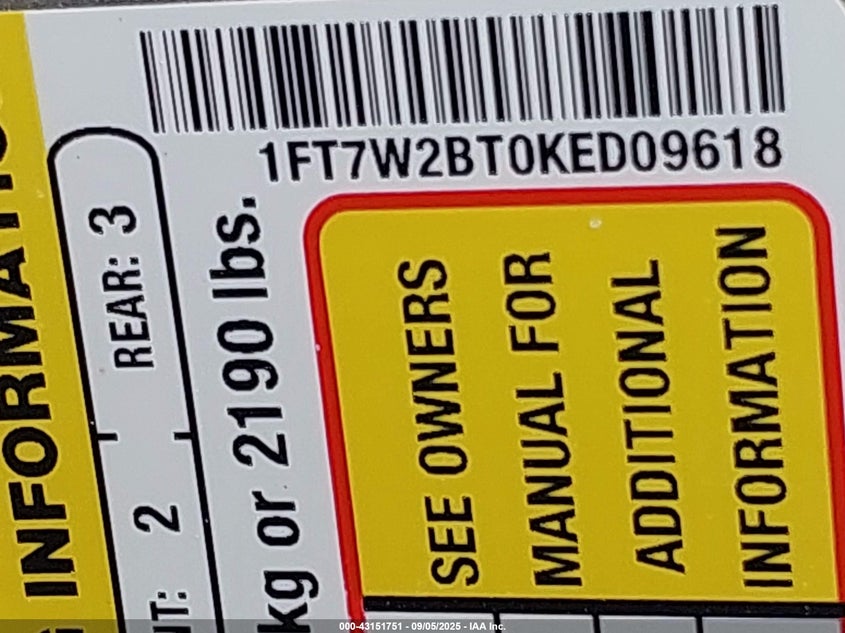 INFORMATIO
REAR: 3
2
kg or 2190 lbs.
1FT7W2BT0KED09618
SEE OWNERS
MANUAL FOR
ADDITIONAL
INFORMATION
000-43151751 - 09/05/2025 - IAA Inc.